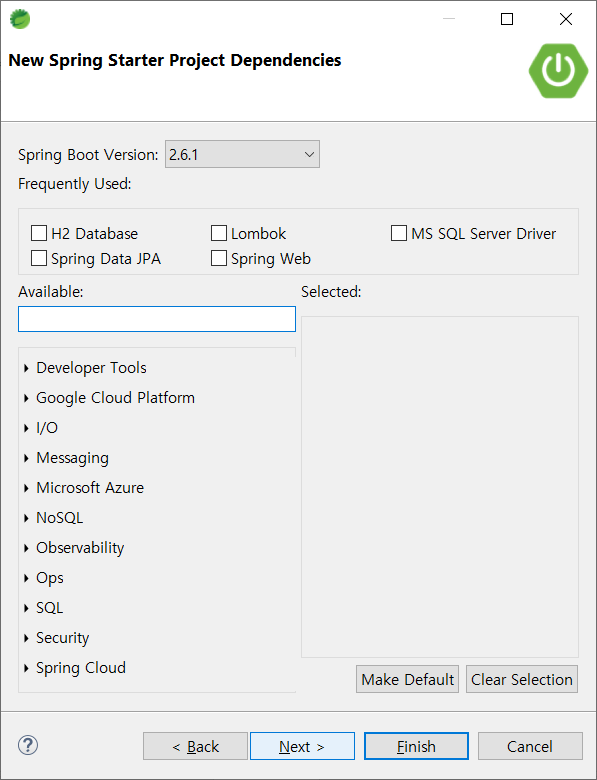 New Spring Starter Project Dependencies
Spring Boot Version: 2.6.1
Frequently Used:
H2 Database Lombok MS SQL Server Driver
Spring Data JPA Spring Web
Available: Selected:
Developer Tools
Google Cloud Platform
I/O
Messaging
Microsoft Azure
NoSQL
Observability
Ops
SQL
Security
Spring Cloud
Make Default Clear Selection
? < Back Next > Finish Cancel